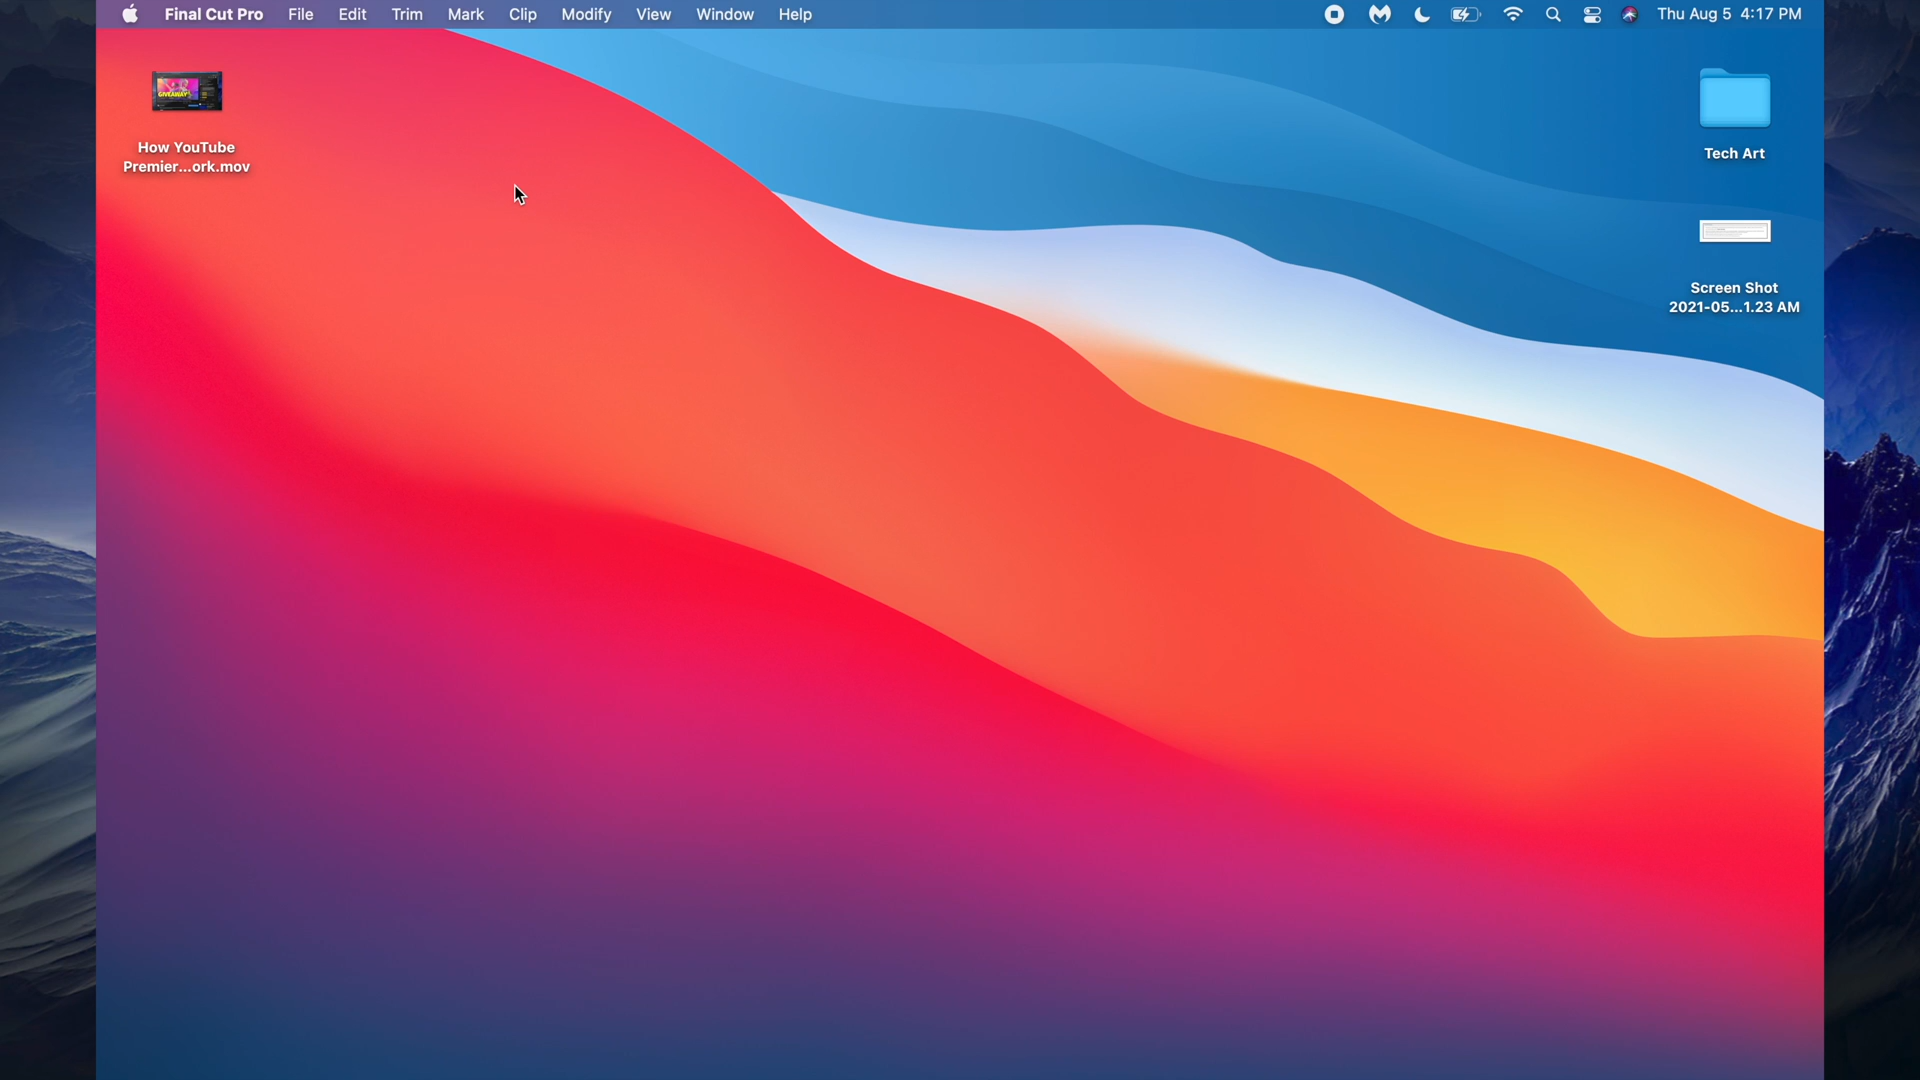 Final Cut Pro File Edit Trim Mark Clip Modify View Window Help Thu Aug 5 4:17 PM
GIVEAWAY
How YouTube
Premier...ork.mov
Tech Art
Screen Shot
2021-05...1.23 AM